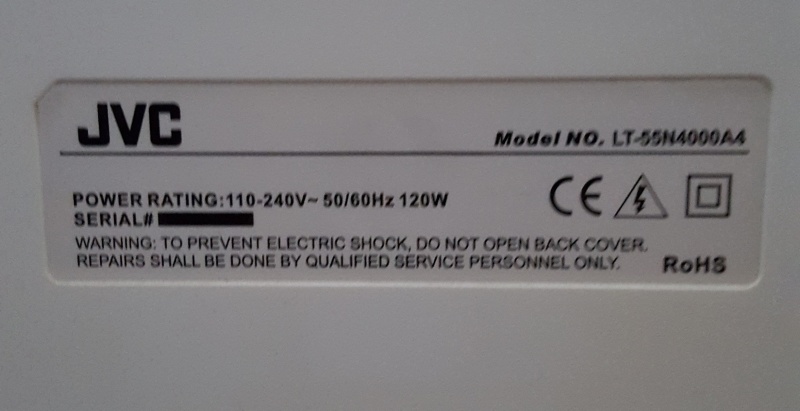 JVC
Model NO. LT-55N4000A4
POWER RATING:110-240V~ 50/60Hz 120W
SERIAL#
CE
WARNING: TO PREVENT ELECTRIC SHOCK, DO NOT OPEN BACK COVER.
REPAIRS SHALL BE DONE BY QUALIFIED SERVICE PERSONNEL ONLY.
RoHS